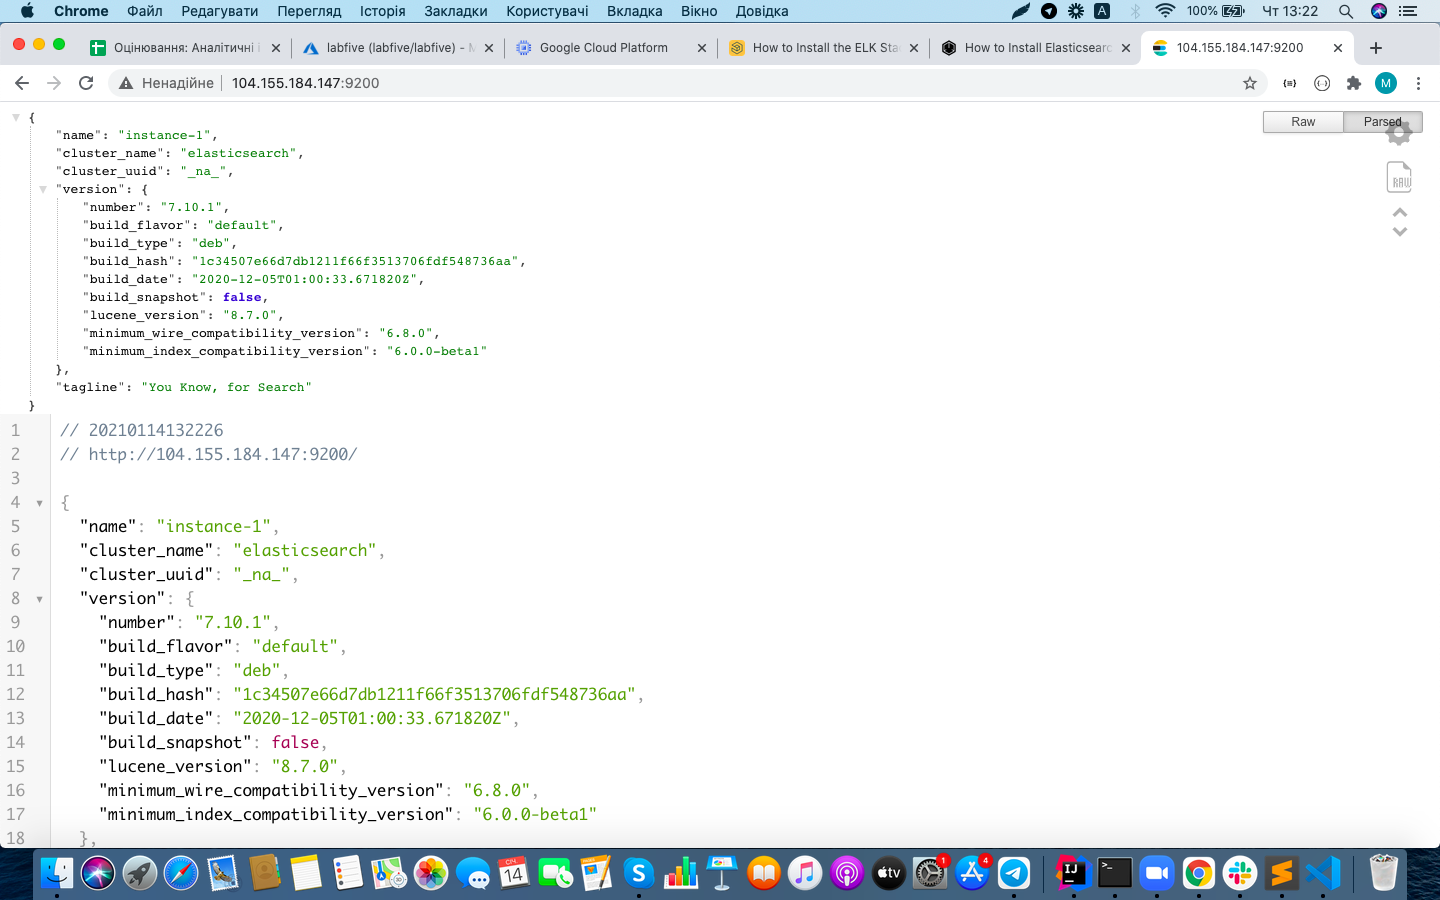 Chrome Файл Редагувати Перегляд Історія Закладки Користувачі Вкладка Вікно Довідка A 100% Чт 13:22
Оцінювання: Аналітичні labfive (labfive/labfive) - Google Cloud Platform How to Install the ELK Sta How to Install Elasticsearc 104.155.184.147:9200
Ненадійне 104.155.184.147:9200 M
Raw Parsed
RAW
{
"name": "instance-1",
"cluster_name": "elasticsearch",
"cluster_uuid": "_na_",
"version": {
"number": "7.10.1",
"build_flavor": "default",
"build_type": "deb",
"build_hash": "1c34507e66d7db1211f66f3513706fdf548736aa",
"build_date": "2020-12-05T01:00:33.671820Z",
"build_snapshot": false,
"lucene_version": "8.7.0",
"minimum_wire_compatibility_version": "6.8.0",
"minimum_index_compatibility_version": "6.0.0-beta1"
},
"tagline": "You Know, for Search"
}
1 // 20210114132226
2 // http://104.155.184.147:9200/
3
4 {
5 "name": "instance-1",
6 "cluster_name": "elasticsearch",
7 "cluster_uuid": "_na_",
8 "version": {
9 "number": "7.10.1",
10 "build_flavor": "default",
11 "build_type": "deb",
12 "build_hash": "1c34507e66d7db1211f66f3513706fdf548736aa",
13 "build_date": "2020-12-05T01:00:33.671820Z",
14 "build_snapshot": false,
15 "lucene_version": "8.7.0",
16 "minimum_wire_compatibility_version": "6.8.0",
17 "minimum_index_compatibility_version": "6.0.0-beta1"
18 },
СІЧ. 14 S tv 1 4 IJ >_